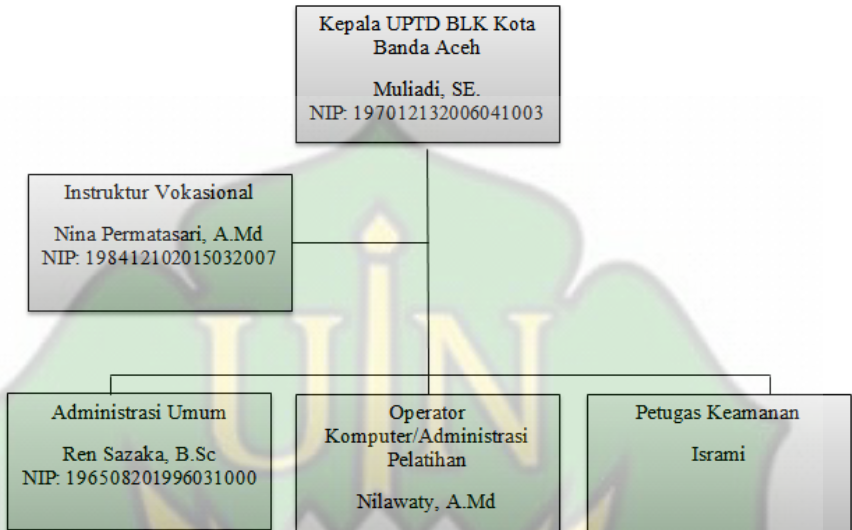 Kepala UPTD BLK Kota
Banda Aceh
Muliadi, SE.
NIP: 197012132006041003
Instruktur Vokasional
Nina Permatasari, A.Md
NIP: 198412102015032007
Administrasi Umum
Ren Sazaka, B.Sc
NIP: 196508201996031000
Operator
Komputer/Administrasi
Pelatihan
Nilawaty, A.Md
Petugas Keamanan
Isrami
UIN